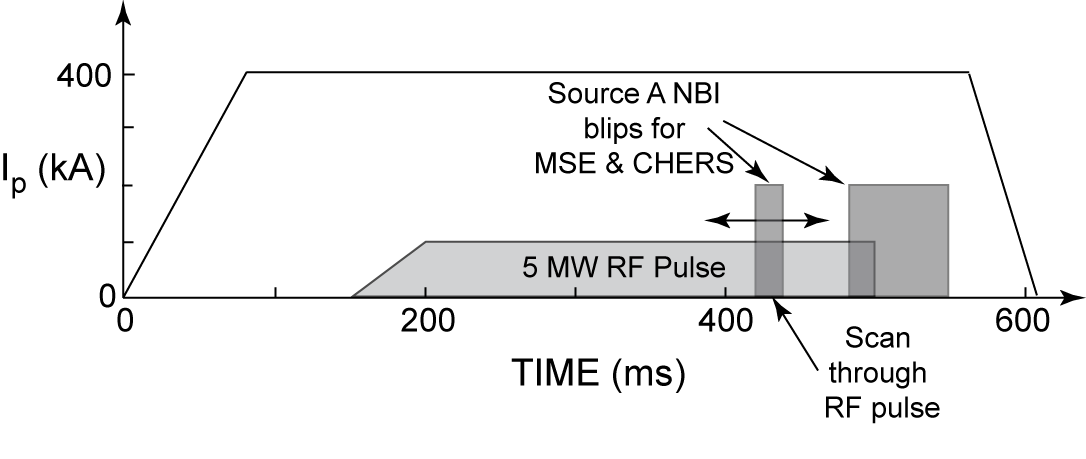 400
Source A NBI
blips for
MSE & CHERS
Ip (kA)
5 MW RF Pulse
0
0
200
400
600
TIME (ms)
Scan
through
RF pulse